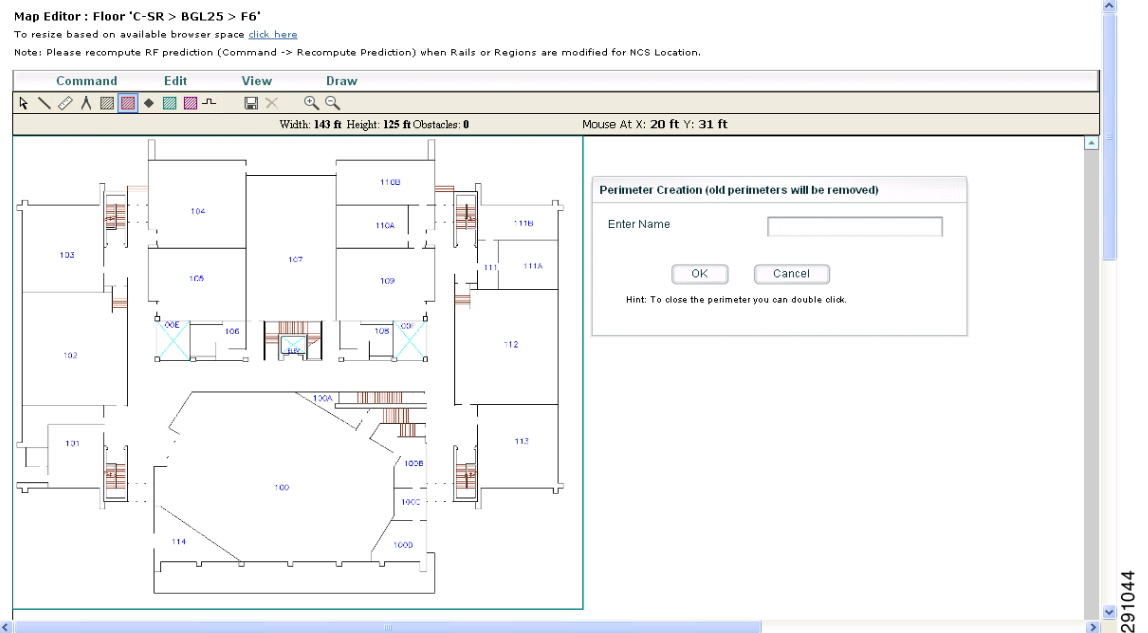 Map Editor : Floor 'C-SR > BGL25 > F6'
To resize based on available browser space click here
Note: Please recompute RF prediction (Command -> Recompute Prediction) when Rails or Regions are modified for NCS Location.
Command Edit View Draw
Width: 143 ft Height: 125 ft Obstacles: 0 Mouse At X: 20 ft Y: 31 ft
Perimeter Creation (old perimeters will be removed)
Enter Name
OK Cancel
Hint: To close the perimeter you can double click.
110B
104
110A
111B
103
107
111
111A
105
109
00E
106
108
00F
ELEV
102
112
100A
101
113
100B
100
100C
114
100D
291044